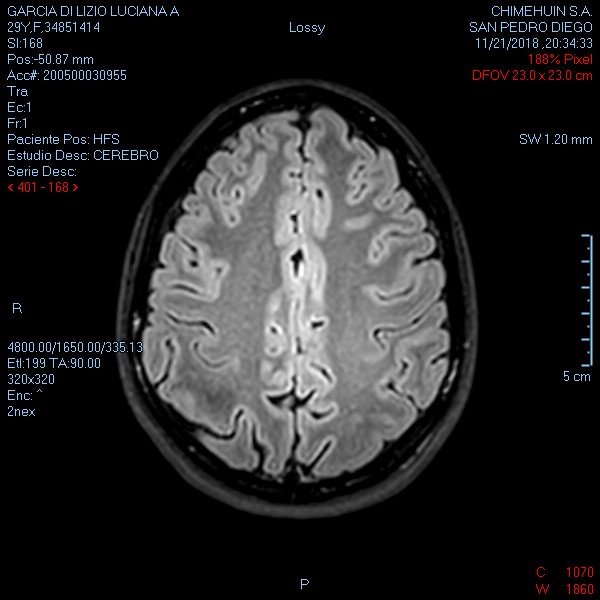 GARCIA DI LIZIO LUCIANA A
29Y,F,34851414
Sl:168
Pos:-50.87 mm
Acc#: 200500030955
Tra
Ec:1
Fr:1
Paciente Pos: HFS
Estudio Desc: CEREBRO
Serie Desc:
< 401 - 168 >
Lossy
CHIMEHUIN S.A.
SAN PEDRO DIEGO
11/21/2018 ,20:34:33
188% Pixel
DFOV 23.0 x 23.0 cm
SW 1.20 mm
R
5 cm
4800.00/1650.00/335.13
Etl:199 TA:90.00
320x320
Enc: ^
2nex
P
C 1070
W 1860